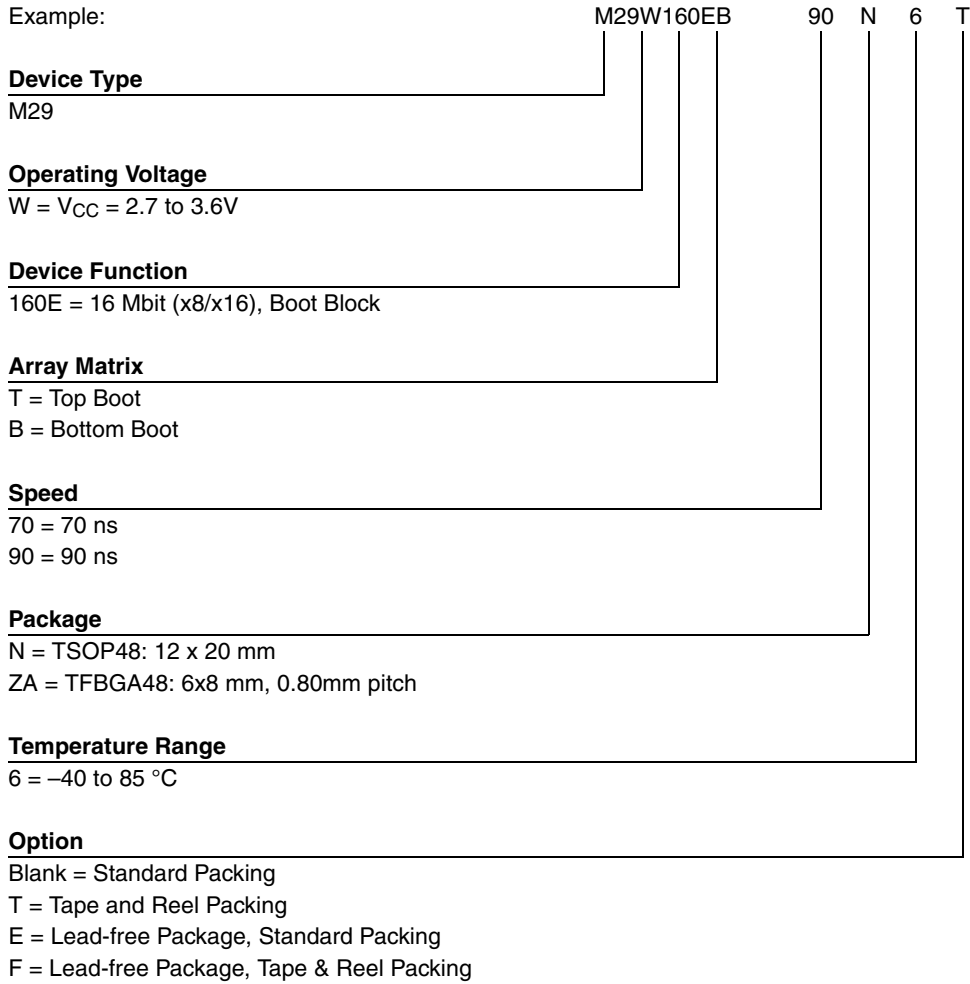 Example: M29W160EB 90 N 6 T
Device Type
M29
Operating Voltage
W = VCC = 2.7 to 3.6V
Device Function
160E = 16 Mbit (x8/x16), Boot Block
Array Matrix
T = Top Boot
B = Bottom Boot
Speed
70 = 70 ns
90 = 90 ns
Package
N = TSOP48: 12 x 20 mm
ZA = TFBGA48: 6x8 mm, 0.80mm pitch
Temperature Range
6 = –40 to 85 °C
Option
Blank = Standard Packing
T = Tape and Reel Packing
E = Lead-free Package, Standard Packing
F = Lead-free Package, Tape & Reel Packing